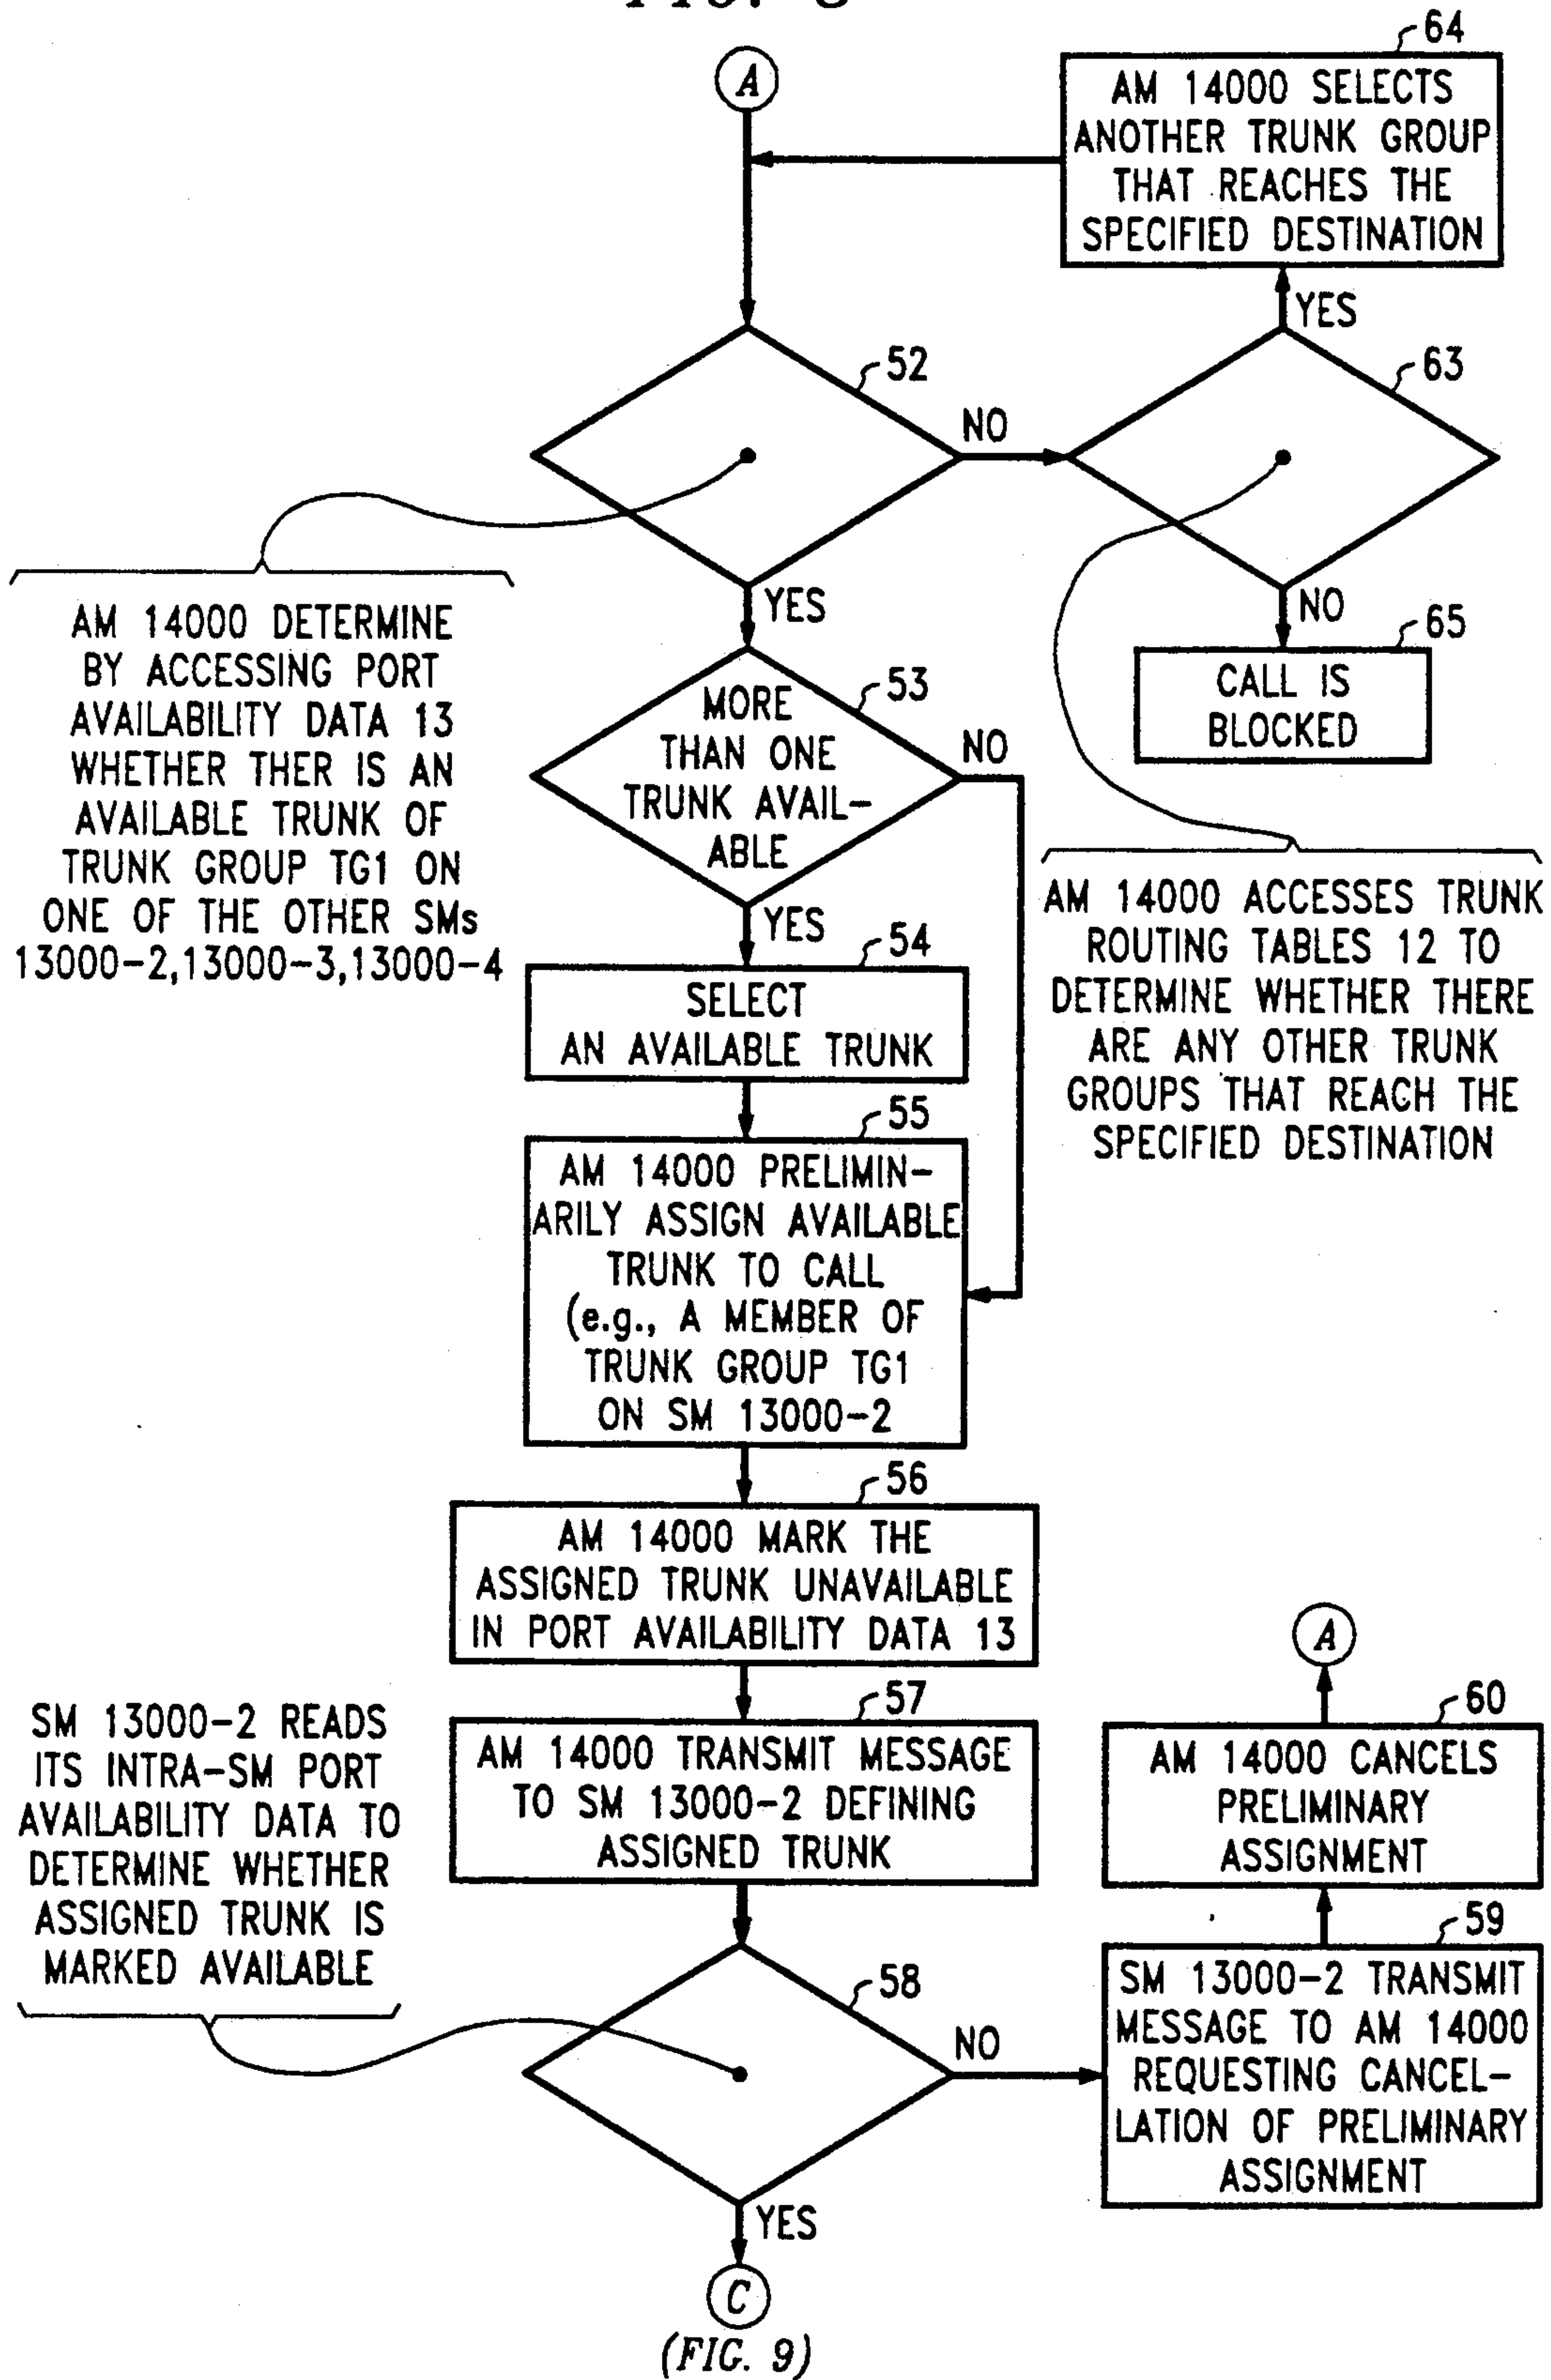 A
64
AM 14000 SELECTS
ANOTHER TRUNK GROUP
THAT REACHES THE
SPECIFIED DESTINATION
YES
52
NO
63
AM 14000 DETERMINE
BY ACCESSING PORT
AVAILABILITY DATA 13
WHETHER THER IS AN
AVAILABLE TRUNK OF
TRUNK GROUP TG1 ON
ONE OF THE OTHER SMs
13000-2,13000-3,13000-4
YES
NO
65
CALL IS
BLOCKED
53
MORE
THAN ONE
TRUNK AVAIL-
ABLE
NO
YES
AM 14000 ACCESSES TRUNK
ROUTING TABLES 12 TO
DETERMINE WHETHER THERE
ARE ANY OTHER TRUNK
GROUPS THAT REACH THE
SPECIFIED DESTINATION
54
SELECT
AN AVAILABLE TRUNK
55
AM 14000 PRELIMIN-
ARILY ASSIGN AVAILABLE
TRUNK TO CALL
(e.g., A MEMBER OF
TRUNK GROUP TG1
ON SM 13000-2
56
AM 14000 MARK THE
ASSIGNED TRUNK UNAVAILABLE
IN PORT AVAILABILITY DATA 13
57
AM 14000 TRANSMIT MESSAGE
TO SM 13000-2 DEFINING
ASSIGNED TRUNK
SM 13000-2 READS
ITS INTRA-SM PORT
AVAILABILITY DATA TO
DETERMINE WHETHER
ASSIGNED TRUNK IS
MARKED AVAILABLE
58
NO
A
60
AM 14000 CANCELS
PRELIMINARY
ASSIGNMENT
59
SM 13000-2 TRANSMIT
MESSAGE TO AM 14000
REQUESTING CANCEL-
LATION OF PRELIMINARY
ASSIGNMENT
YES
C
(FIG. 9)